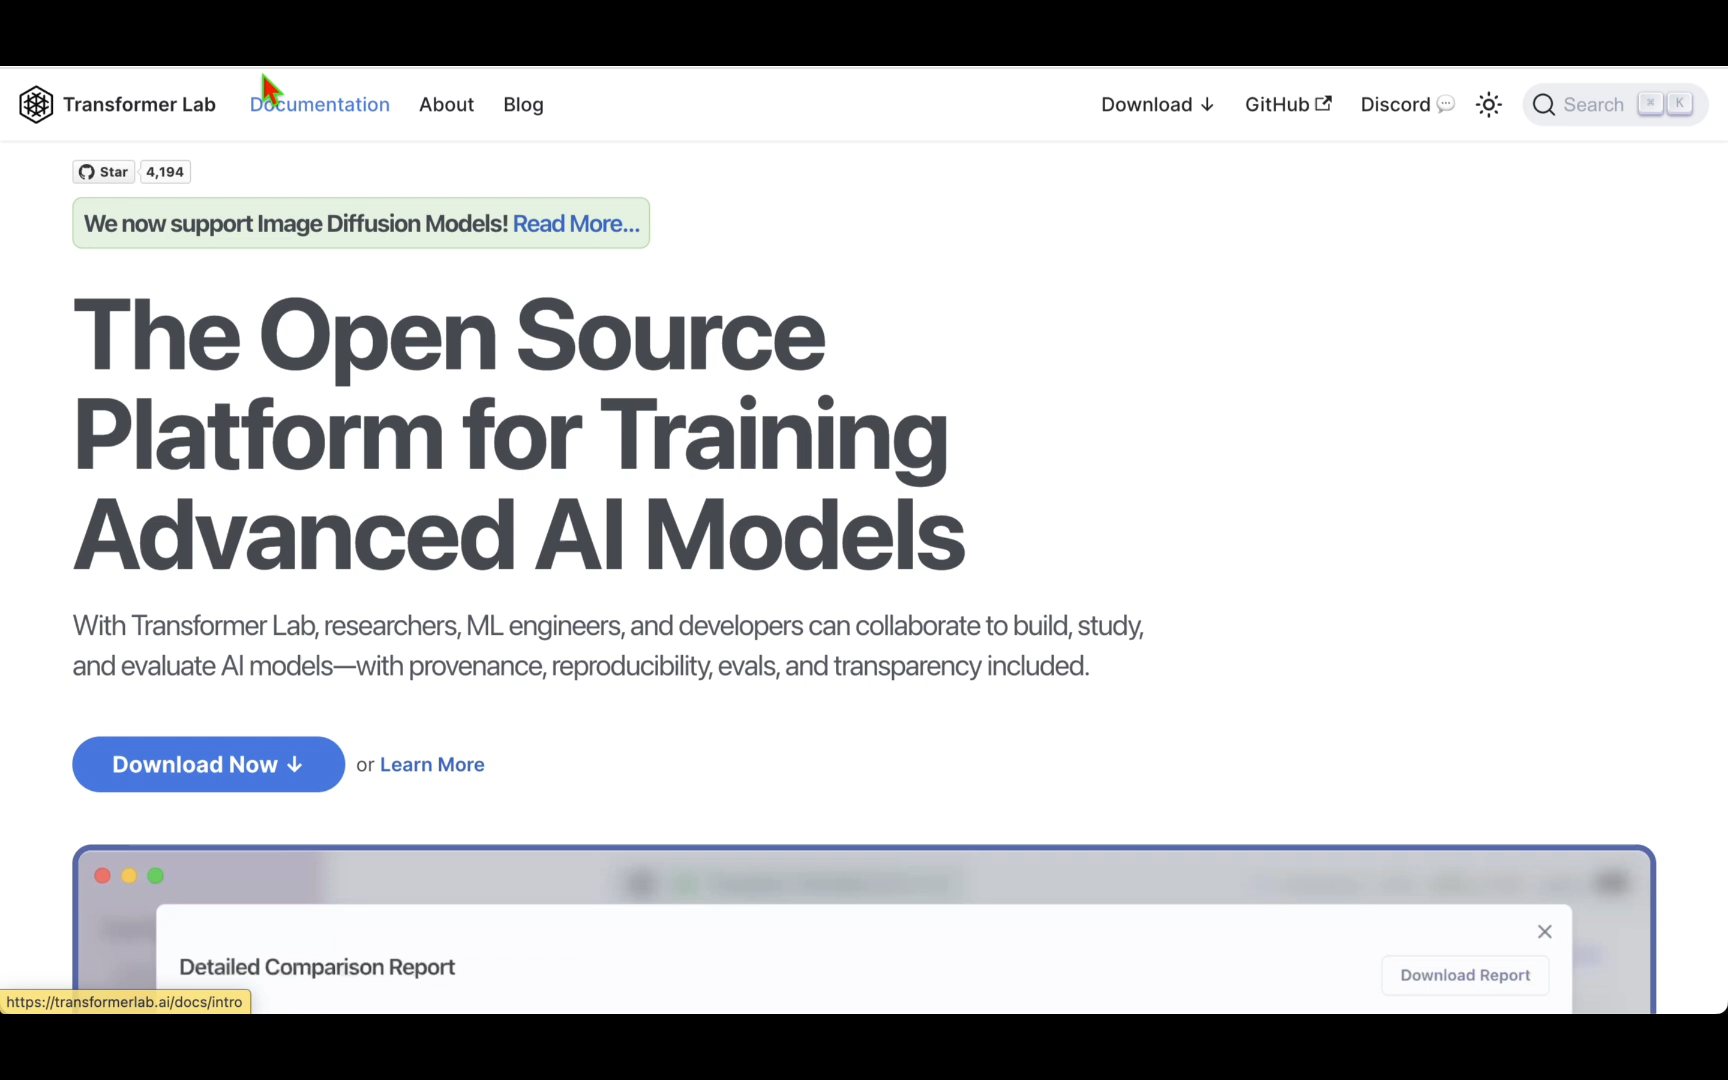 Transformer Lab Documentation About Blog Download ↓ GitHub Discord Search ⌘ K
Star 4,194
We now support Image Diffusion Models! Read More...
The Open Source
Platform for Training
Advanced AI Models
With Transformer Lab, researchers, ML engineers, and developers can collaborate to build, study,
and evaluate AI models—with provenance, reproducibility, evals, and transparency included.
Download Now ↓ or Learn More
Detailed Comparison Report
Download Report
https://transformerlab.ai/docs/intro